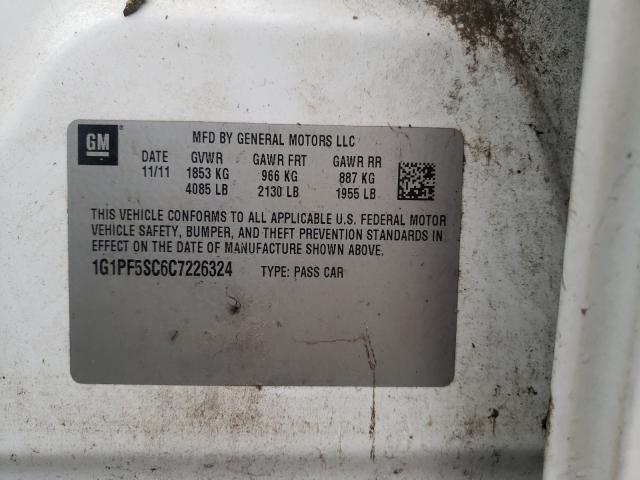 GM
MFD BY GENERAL MOTORS LLC
DATE GVWR GAWR FRT GAWR RR
11/11 1853 KG 966 KG 887 KG
4085 LB 2130 LB 1955 LB
THIS VEHICLE CONFORMS TO ALL APPLICABLE U.S. FEDERAL MOTOR
VEHICLE SAFETY, BUMPER, AND THEFT PREVENTION STANDARDS IN
EFFECT ON THE DATE OF MANUFACTURE SHOWN ABOVE.
1G1PF5SC6C7226324 TYPE: PASS CAR